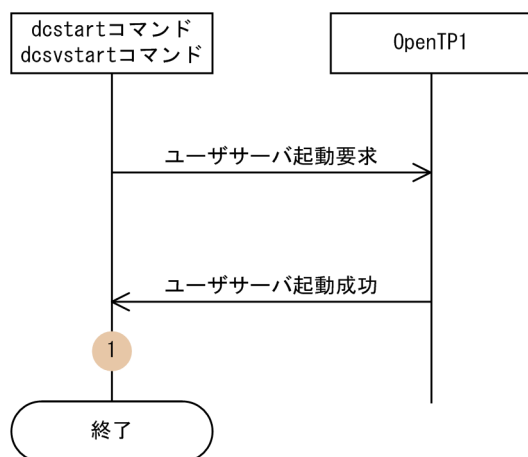 dcstartコマンド
dcsvstartコマンド
OpenTP1
ユーザサーバ起動要求
ユーザサーバ起動成功
1
終了